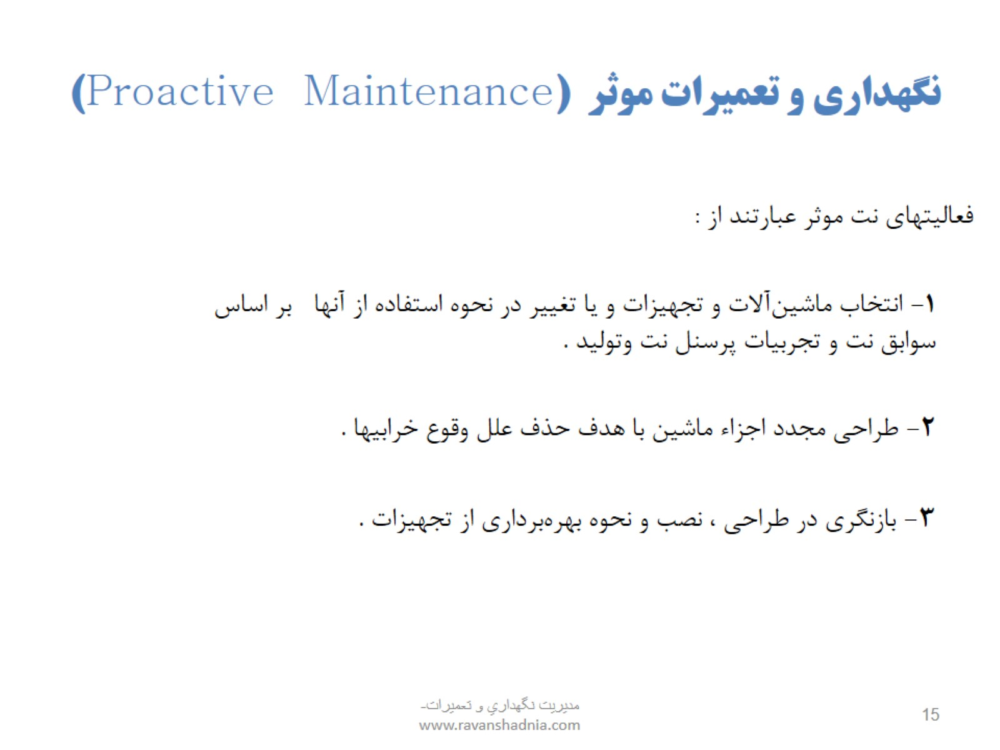 نگهداری و تعمیرات موثر (Proactive Maintenance)
فعالیتهای نت موثر عبارتند از :
۱- انتخاب ماشین‌آلات و تجهیزات و یا تغییر در نحوه استفاده از آنها بر اساس
سوابق نت و تجربیات پرسنل نت وتولید .
۲- طراحی مجدد اجزاء ماشین با هدف حذف علل وقوع خرابیها .
۳- بازنگری در طراحی ، نصب و نحوه بهره‌برداری از تجهیزات .
مدیریت نگهداري و تعمیرات-
www.ravanshadnia.com
15